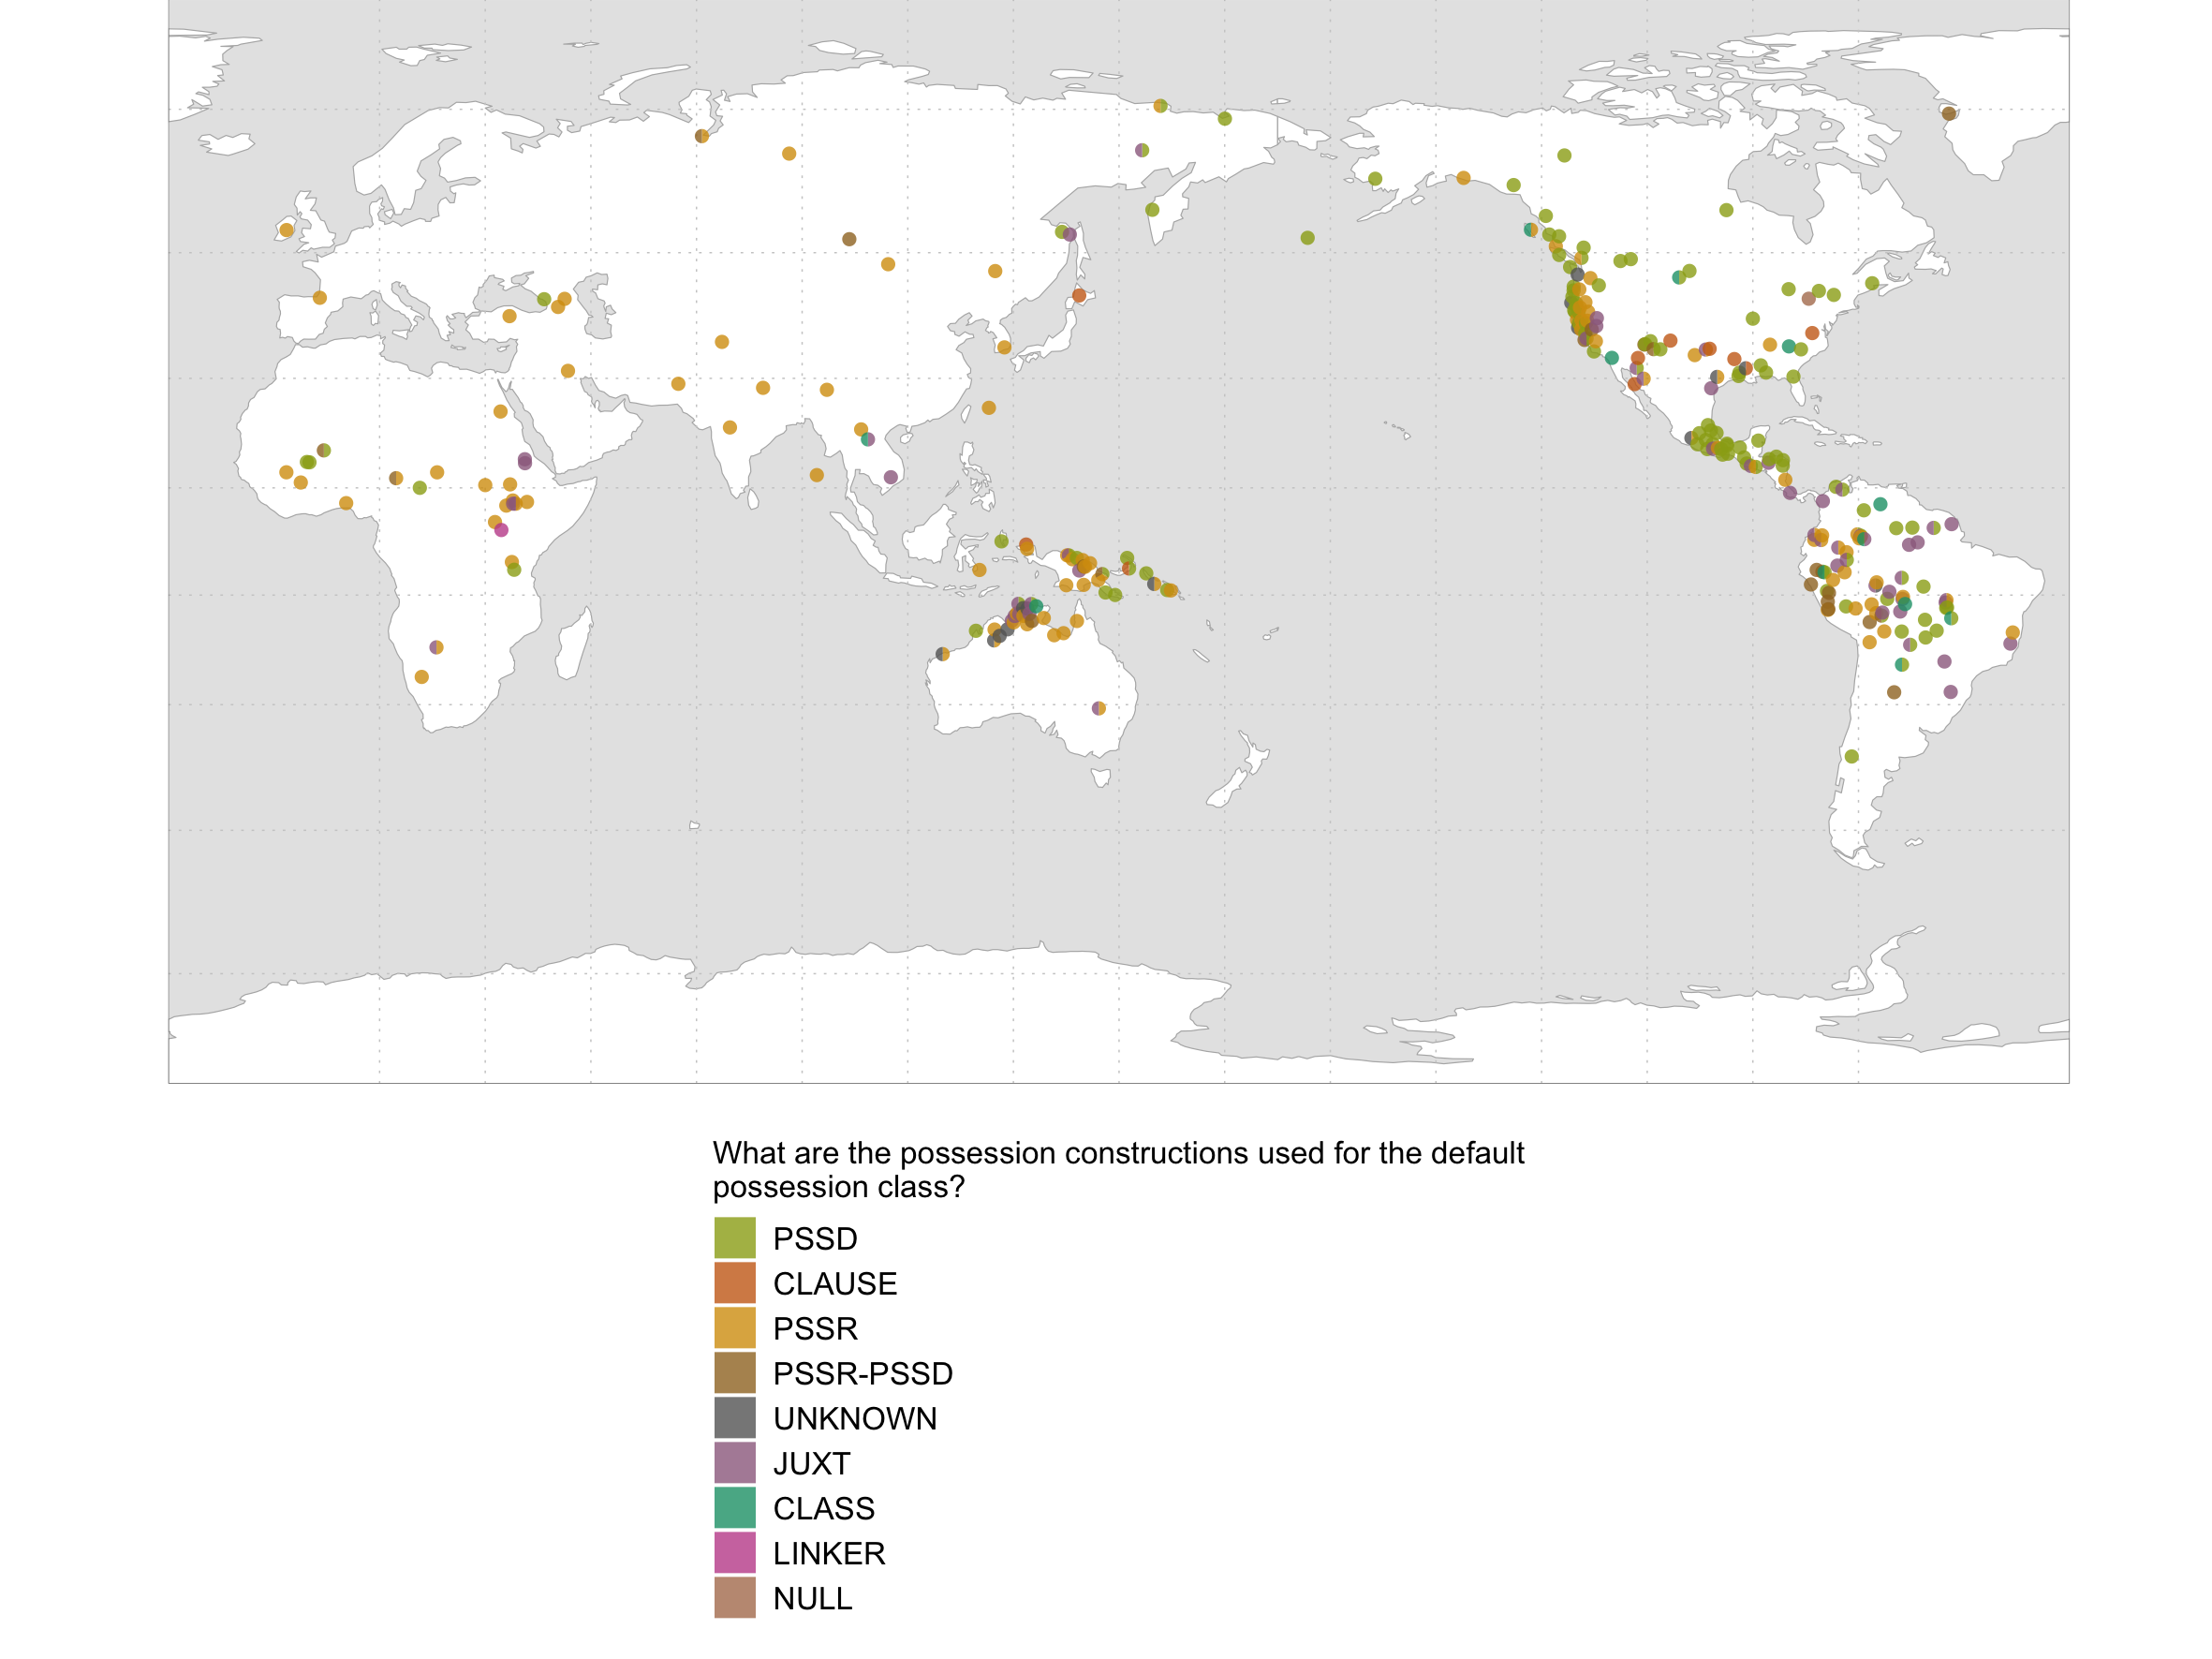 What are the possession constructions used for the default
possession class?
PSSD
CLAUSE
PSSR
PSSR-PSSD
UNKNOWN
JUXT
CLASS
LINKER
NULL